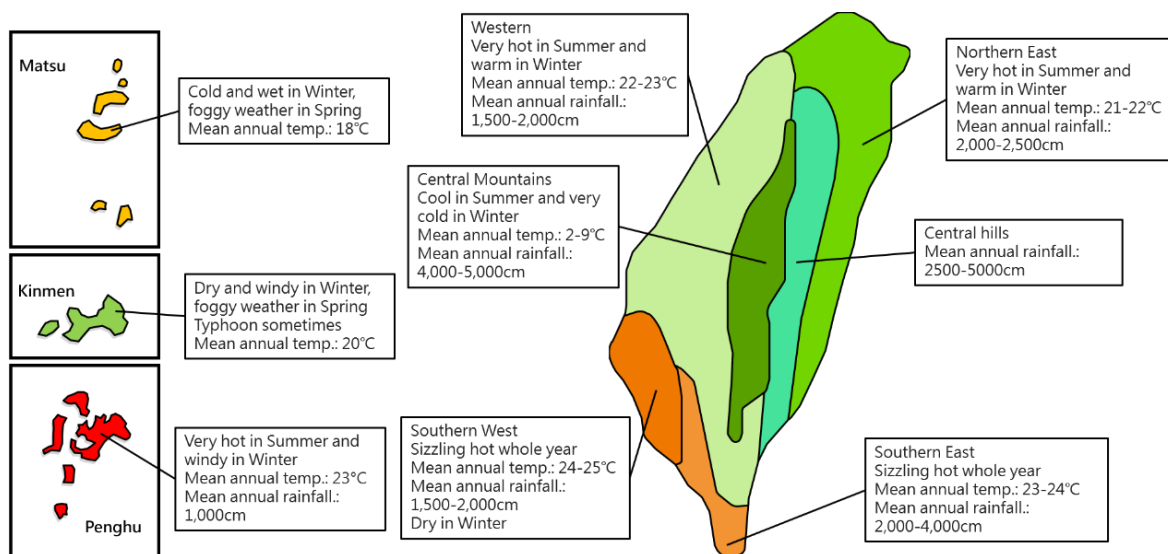 Matsu
Cold and wet in Winter,
foggy weather in Spring
Mean annual temp.: 18℃
Kinmen
Dry and windy in Winter,
foggy weather in Spring
Typhoon sometimes
Mean annual temp.: 20℃
Penghu
Very hot in Summer and
windy in Winter
Mean annual temp.: 23°C
Mean annual rainfall.:
1,000cm
Western
Very hot in Summer and
warm in Winter
Mean annual temp.: 22-23℃
Mean annual rainfall.:
1,500-2,000cm
Central Mountains
Cool in Summer and very
cold in Winter
Mean annual temp.: 2-9℃
Mean annual rainfall.:
4,000-5,000cm
Southern West
Sizzling hot whole year
Mean annual temp.: 24-25℃
Mean annual rainfall.:
1,500-2,000cm
Dry in Winter
Northern East
Very hot in Summer and
warm in Winter
Mean annual temp.: 21-22℃
Mean annual rainfall.:
2,000-2,500cm
Central hills
Mean annual rainfall.:
2500-5000cm
Southern East
Sizzling hot whole year
Mean annual temp.: 23-24℃
Mean annual rainfall.:
2,000-4,000cm